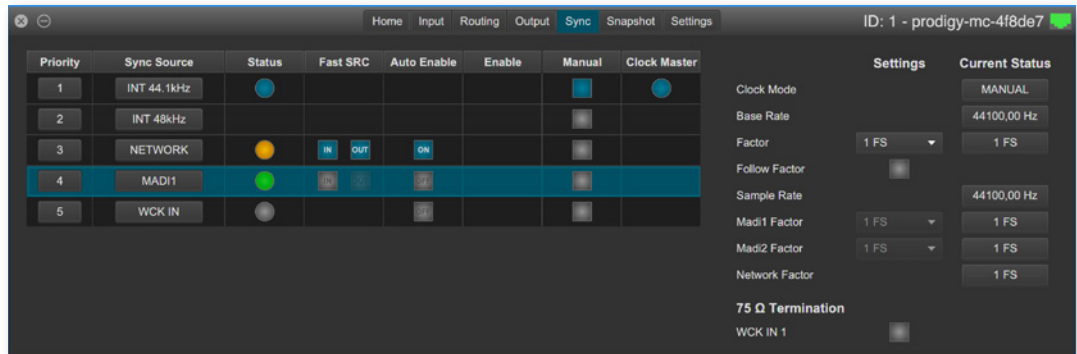 Home Input Routing Output Sync Snapshot Settings ID: 1 - prodigy-mc-4f8de7
Priority Sync Source Status Fast SRC Auto Enable Enable Manual Clock Master
1 INT 44.1kHz
2 INT 48kHz
3 NETWORK IN OUT ON
4 MADI1 IN OFF
5 WCK IN OFF
Settings Current Status
Clock Mode MANUAL
Base Rate 44100,00 Hz
Factor 1 FS 1 FS
Follow Factor
Sample Rate 44100,00 Hz
Madi1 Factor 1 FS 1 FS
Madi2 Factor 1 FS 1 FS
Network Factor 1 FS
75 Ω Termination
WCK IN 1